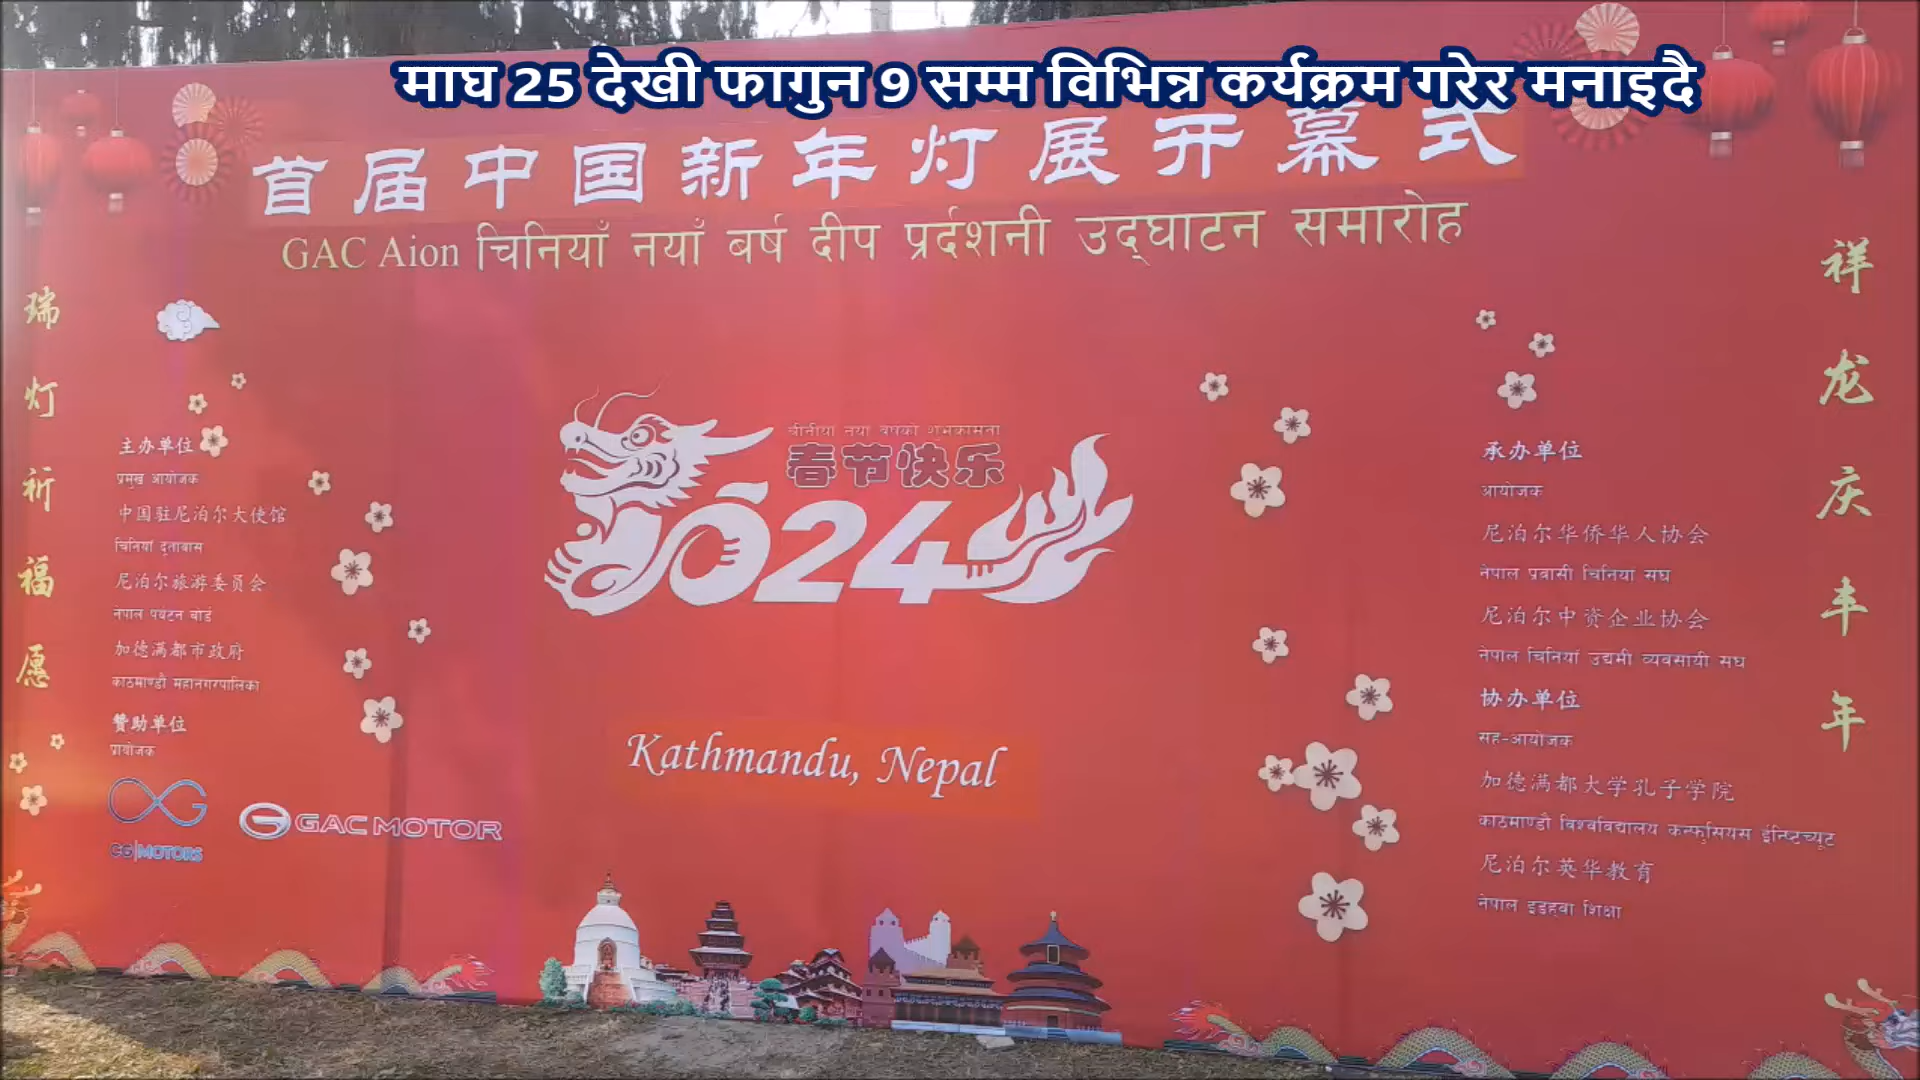 माघ 25 देखी फागुन 9 सम्म विभिन्न कर्यक्रम गरेर मनाइदै
首届中国新年灯展开幕式
GAC Aion चिनियाँ नयाँ बर्ष दीप प्रर्दशनी उद्घाटन समारोह
瑞灯祈福愿
祥龙庆丰年
主办单位
प्रमुख आयोजक
中国驻尼泊尔大使馆
चिनियाँ दूतावास
尼泊尔旅游委员会
नेपाल पर्यटन बोर्ड
加德满都市政府
काठमाण्डौ महानगरपालिका
赞助单位
प्रायोजक
CG|MOTORS
GAC MOTOR
春节快乐
2024
Kathmandu, Nepal
承办单位
आयोजक
尼泊尔华侨华人协会
नेपाल प्रवासी चिनियाँ संघ
尼泊尔中资企业协会
नेपाल चिनियाँ उद्यमी व्यवसायी संघ
协办单位
सह-आयोजक
加德满都大学孔子学院
काठमाण्डौ विश्वविद्यालय कन्फुसियस
尼泊尔英华教育
नेपाल इङहवा शिक्षा